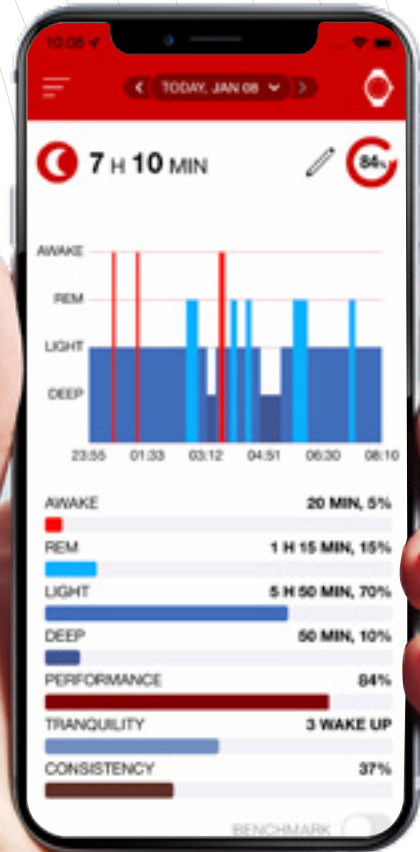 10:08
TODAY, JAN 08
7 H 10 MIN
84%
AWAKE
REM
LIGHT
DEEP
23:55 01:33 03:12 04:51 06:30 08:10
AWAKE 20 MIN, 5%
REM 1 H 15 MIN, 15%
LIGHT 5 H 50 MIN, 70%
DEEP 50 MIN, 10%
PERFORMANCE 84%
TRANQUILITY 3 WAKE UP
CONSISTENCY 37%
BENCHMARK